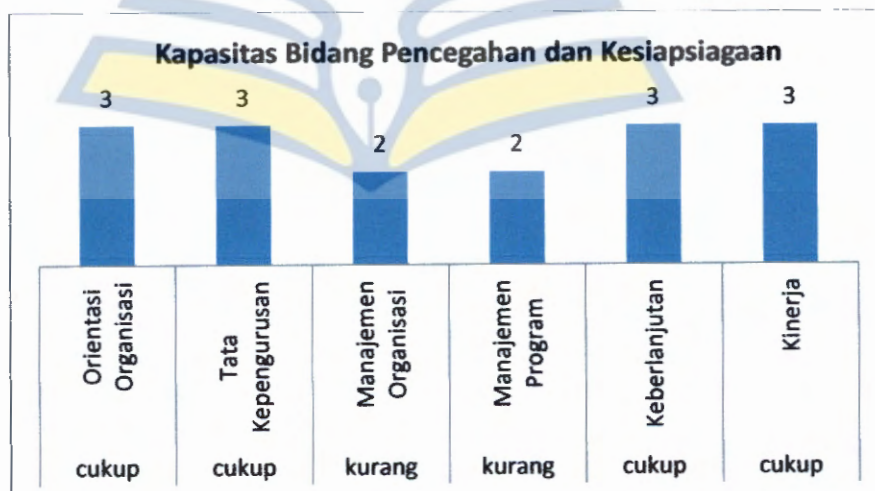 Kapasitas Bidang Pencegahan dan Kesiapsiagaan
3
3
2
2
3
3
Orientasi
Organisasi
Tata
Kepengurusan
Manajemen
Organisasi
Manajemen
Program
Keberlanjutan
Kinerja
cukup
cukup
kurang
kurang
cukup
cukup